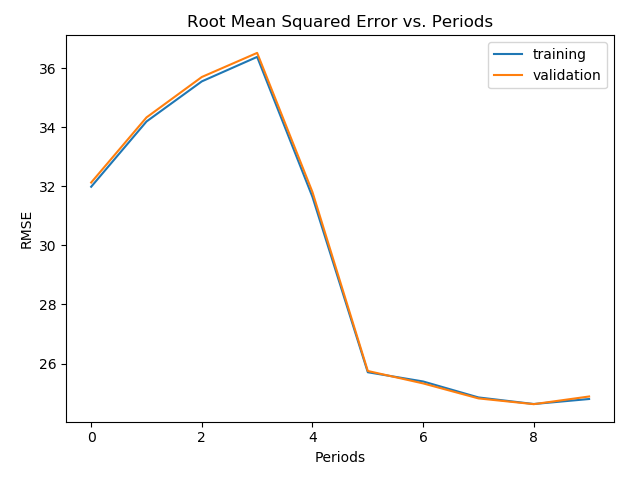 Root Mean Squared Error vs. Periods
training
validation
RMSE
36
34
32
30
28
26
0
2
4
6
8
Periods